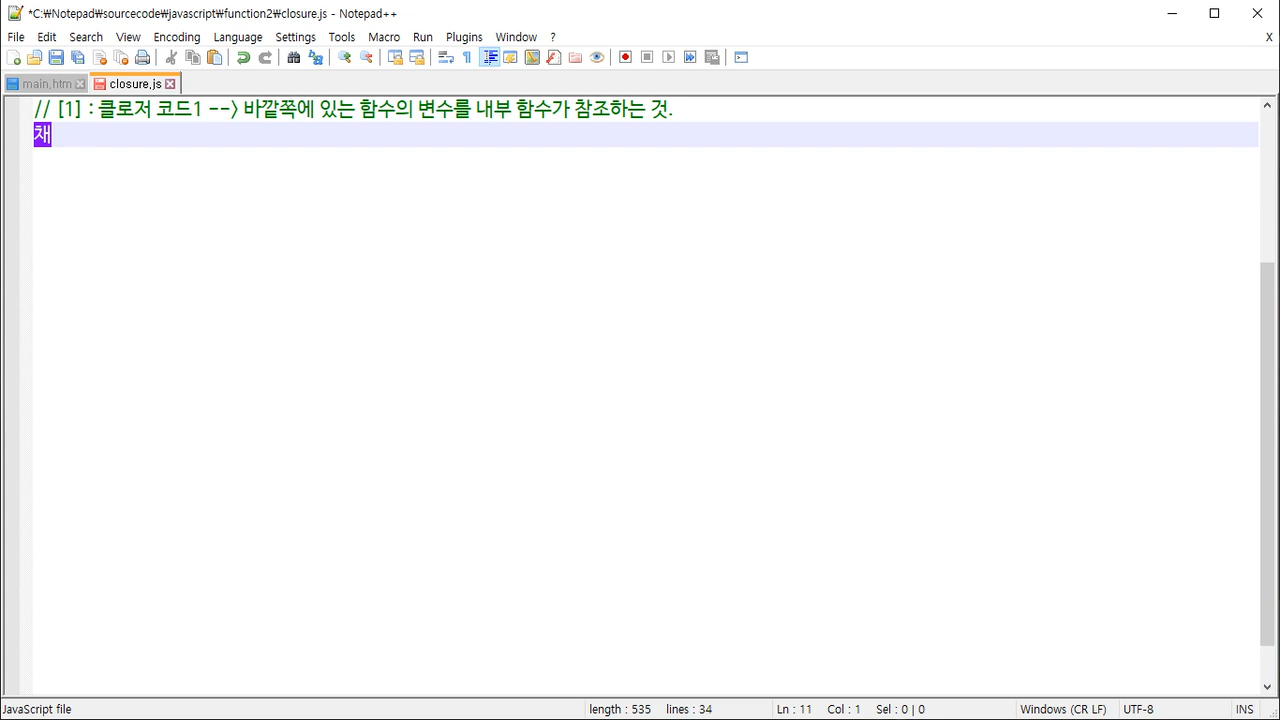 *C:₩Notepad₩sourcecode₩javascript₩function2₩closure.js - Notepad++
File Edit Search View Encoding Language Settings Tools Macro Run Plugins Window ? X
main.htm closure.js
// [1] : 클로저 코드1 --> 바깥쪽에 있는 함수의 변수를 내부 함수가 참조하는 것.
채
JavaScript file length : 535 lines : 34 Ln : 11 Col : 1 Sel : 0 | 0 Windows (CR LF) UTF-8 INS